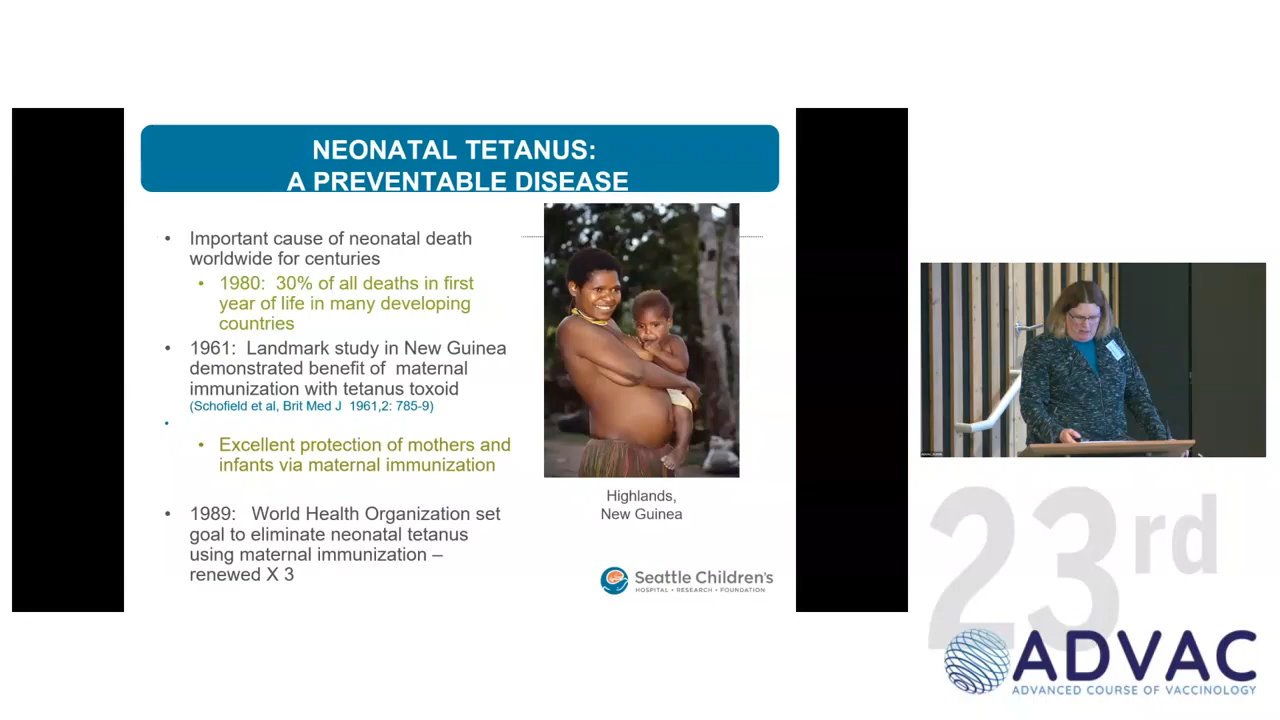 NEONATAL TETANUS:
A PREVENTABLE DISEASE
• Important cause of neonatal death
worldwide for centuries
• 1980: 30% of all deaths in first
year of life in many developing
countries
• 1961: Landmark study in New Guinea
demonstrated benefit of maternal
immunization with tetanus toxoid
(Schofield et al, Brit Med J 1961,2: 785-9)
•
• Excellent protection of mothers and
infants via maternal immunization
• 1989: World Health Organization set
goal to eliminate neonatal tetanus
using maternal immunization –
renewed X 3
Highlands,
New Guinea
Seattle Children's
HOSPITAL • RESEARCH • FOUNDATION
23rd
ADVAC
ADVANCED COURSE OF VACCINOLOGY